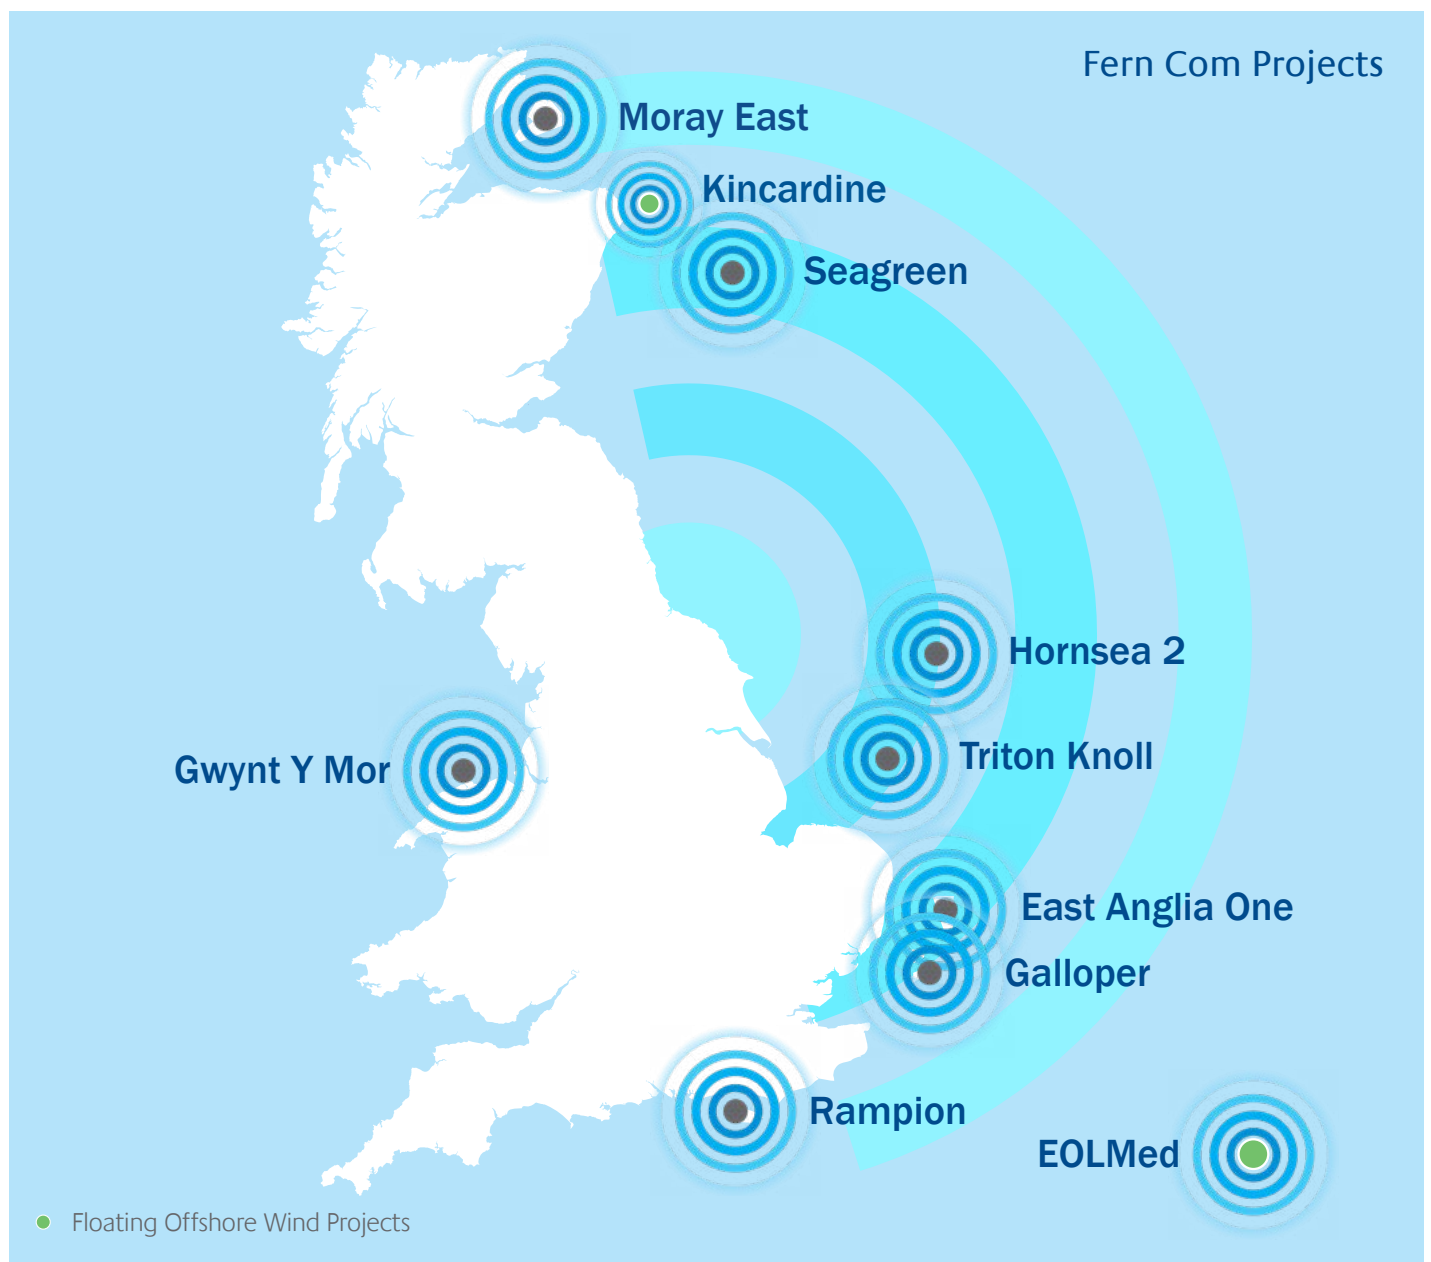 Fern Com Projects
Moray East
Kincardine
Seagreen
Hornsea 2
Triton Knoll
Gwynt Y Mor
East Anglia One
Galloper
Rampion
EOLMed
Floating Offshore Wind Projects